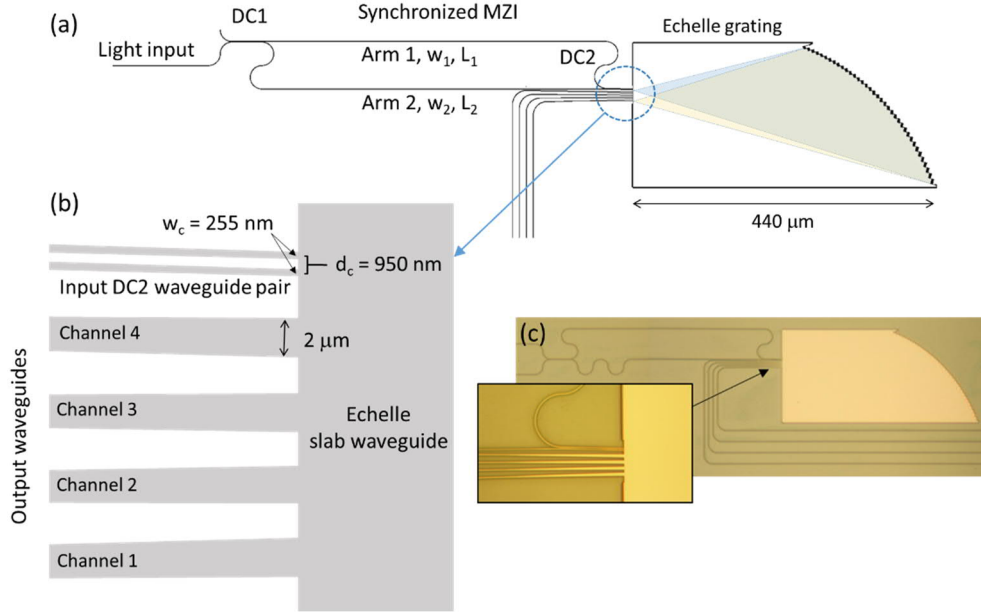 (a)
Synchronized MZI
DC1
Echelle grating
Light input
Arm 1, w₁, L₁
DC2
Arm 2, w₂, L₂
440 μm
(b)
w_c = 255 nm
d_c = 950 nm
Input DC2 waveguide pair
Channel 4
2 μm
Channel 3
Echelle
slab waveguide
Channel 2
Channel 1
Output waveguides
(c)